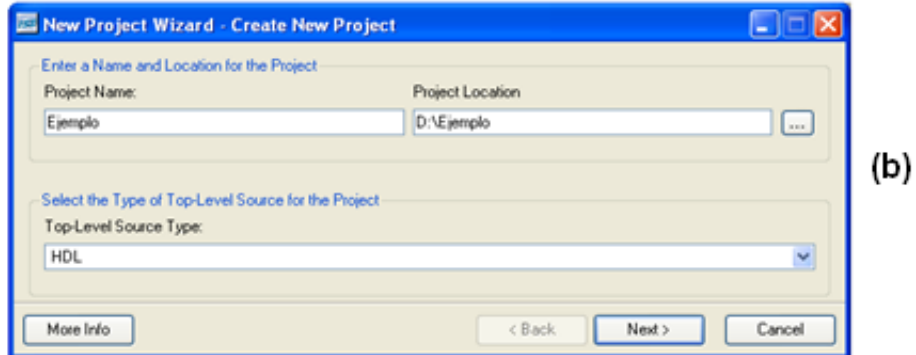 New Project Wizard - Create New Project
Enter a Name and Location for the Project
Project Name: Project Location
Ejemplo D:\Ejemplo ...
(b)
Select the Type of Top-Level Source for the Project
Top-Level Source Type:
HDL
More Info < Back Next > Cancel